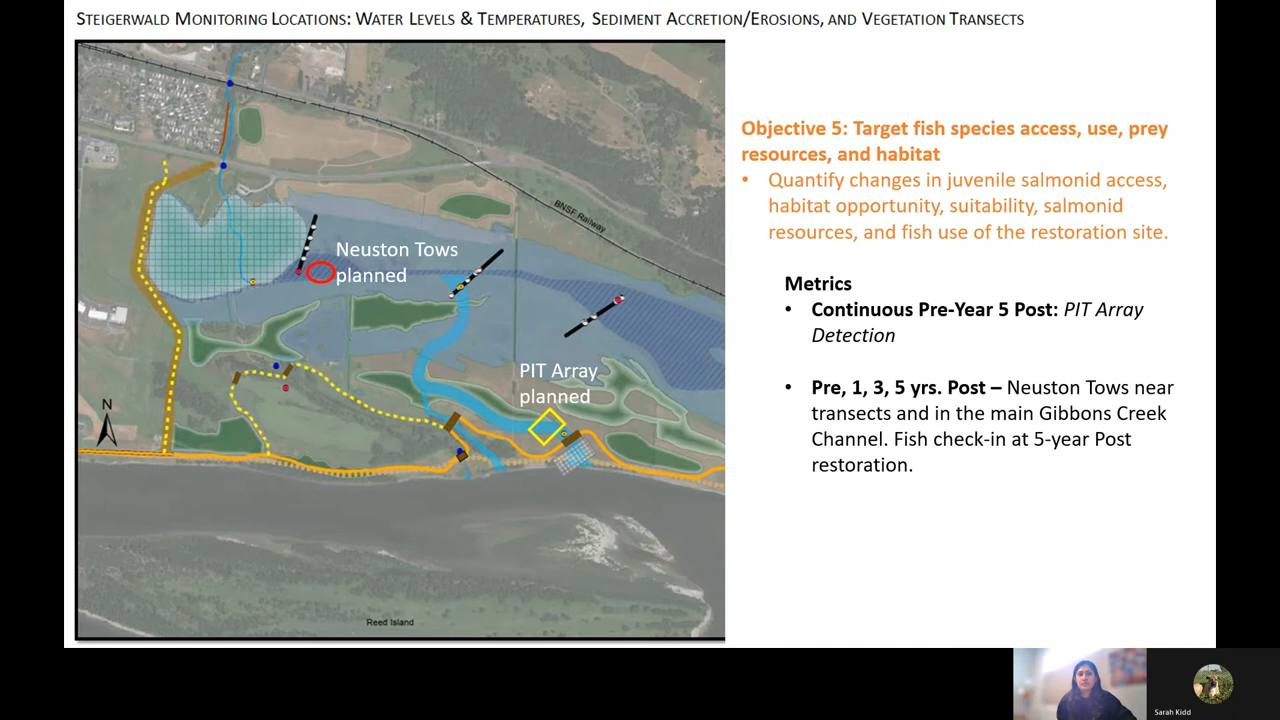 STEIGERWALD MONITORING LOCATIONS: WATER LEVELS & TEMPERATURES, SEDIMENT ACCRETION/EROSIONS, AND VEGETATION TRANSECTS
BNSF Railway
Neuston Tows
planned
PIT Array
planned
N
Reed Island
Objective 5: Target fish species access, use, prey
resources, and habitat
• Quantify changes in juvenile salmonid access,
habitat opportunity, suitability, salmonid
resources, and fish use of the restoration site.
Metrics
• Continuous Pre-Year 5 Post: PIT Array
Detection
• Pre, 1, 3, 5 yrs. Post – Neuston Tows near
transects and in the main Gibbons Creek
Channel. Fish check-in at 5-year Post
restoration.
Sarah Kidd